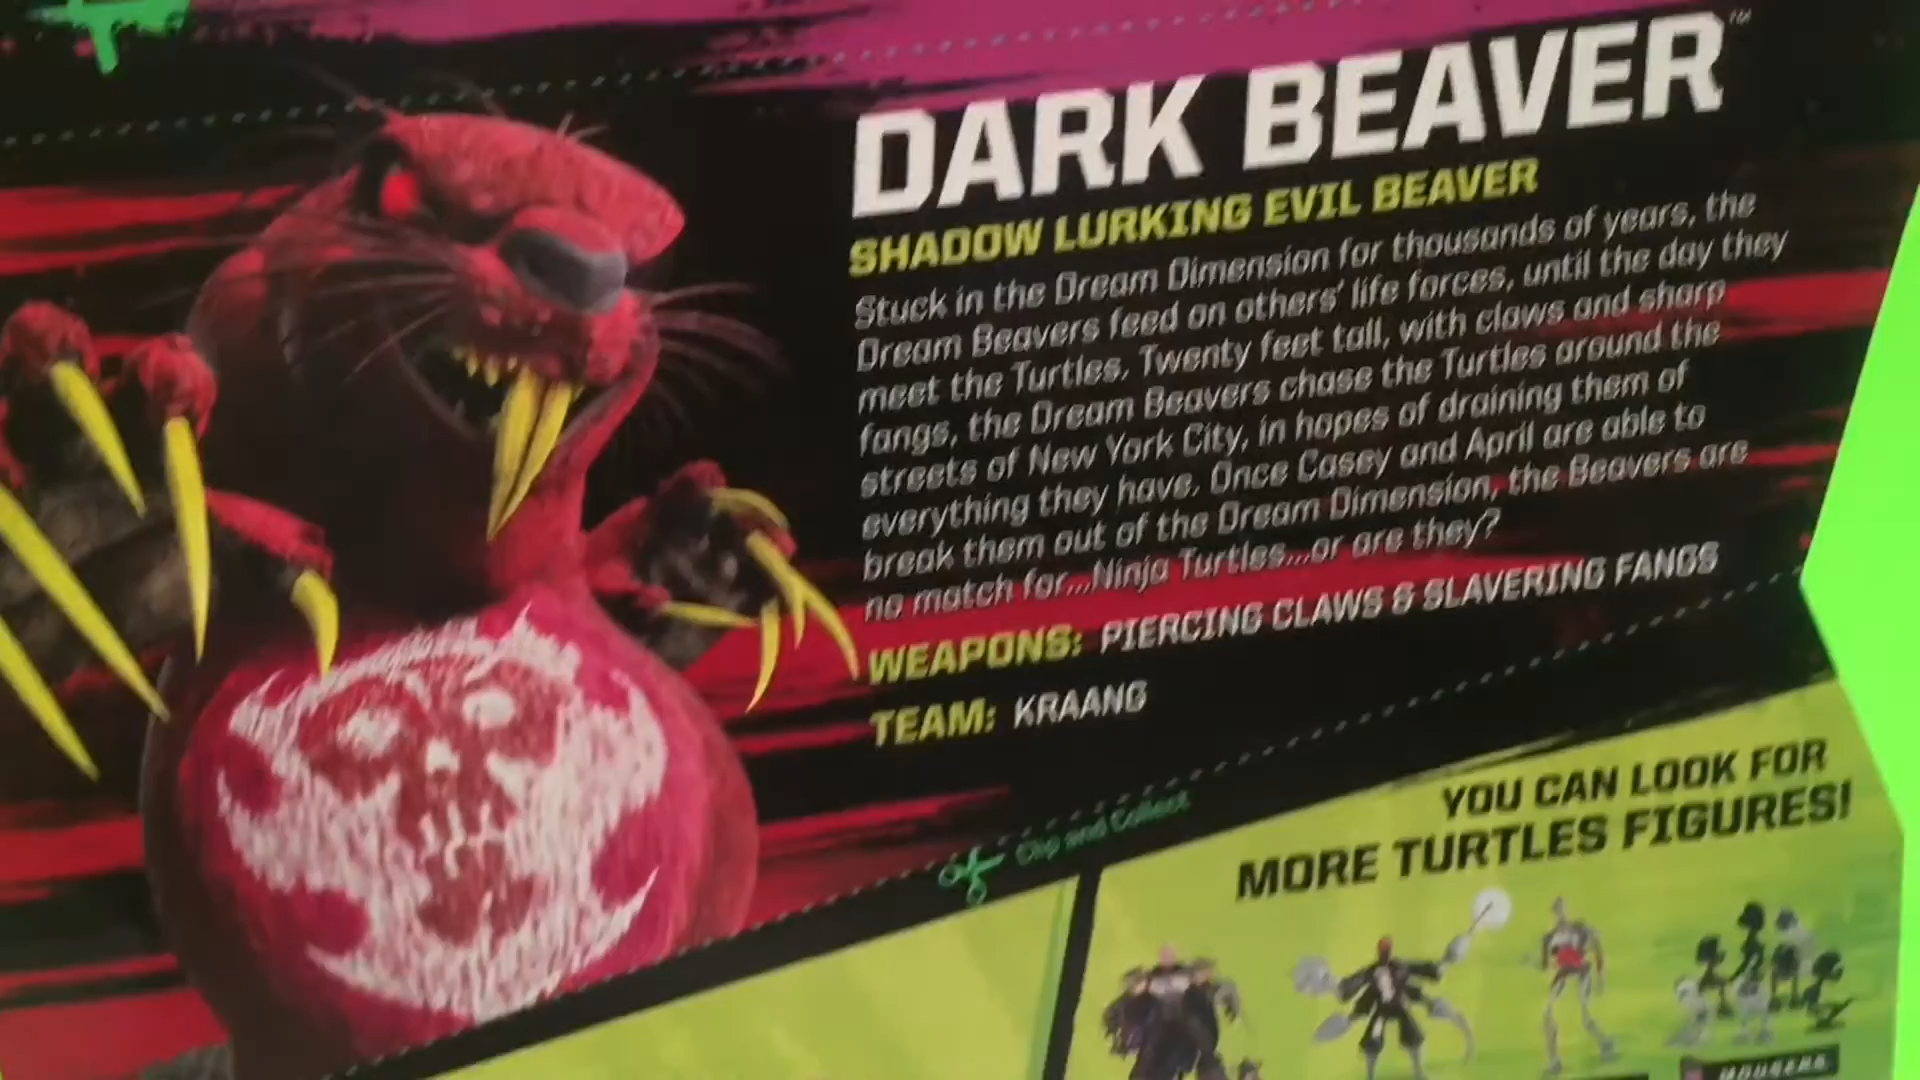 DARK BEAVER™
SHADOW LURKING EVIL BEAVER
Stuck in the Dream Dimension for thousands of years, the
Dream Beavers feed on others' life forces, until the day they
meet the Turtles. Twenty feet tall, with claws and sharp
fangs, the Dream Beavers chase the Turtles around the
streets of New York City, in hopes of draining them of
everything they have. Once Casey and April are able to
break them out of the Dream Dimension, the Beavers are
no match for...Ninja Turtles...or are they?
WEAPONS: PIERCING CLAWS & SLAVERING FANGS
TEAM: KRAANG
Clip and Collect
YOU CAN LOOK FOR
MORE TURTLES FIGURES!
MOUSERS